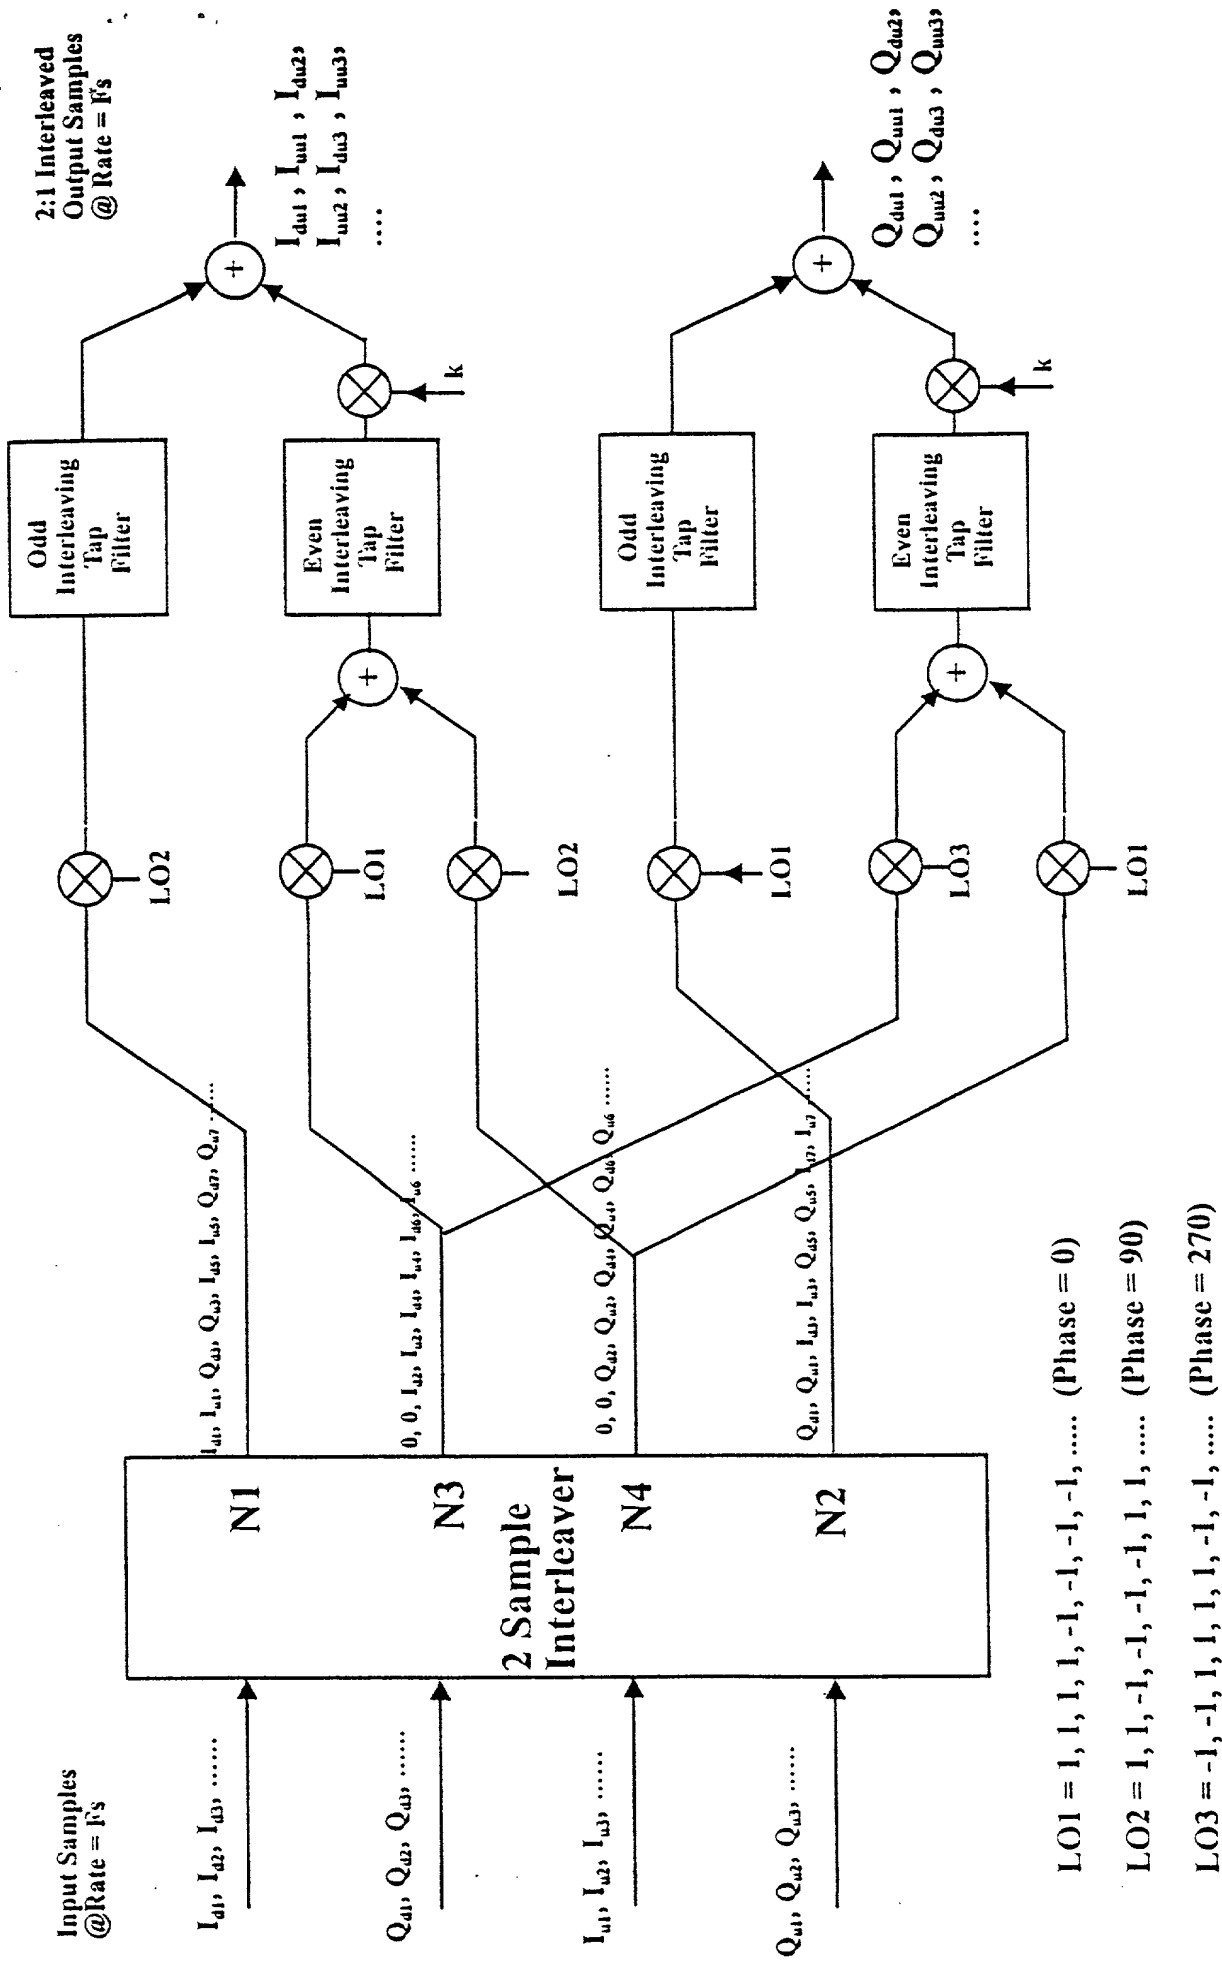 Input Samples
@Rate = Fs
I_d1, I_d2, I_d3, ......
Q_d1, Q_d2, Q_d3, ......
I_u1, I_u2, I_u3, ......
Q_u1, Q_u2, Q_u3, ......
2 Sample
Interleaver
N1
N3
N4
N2
I_d1, I_u1, Q_d3, Q_u3, I_d5, I_u5, Q_d7, Q_u7 ......
0, 0, I_d2, I_u2, I_d4, I_u4, I_d6, I_u6 ......
0, 0, Q_d2, Q_u2, Q_d4, Q_u4, Q_d6, Q_u6 ......
Q_d1, Q_u1, I_d3, I_u3, Q_d5, Q_u5, I_d7, I_u7 ......
LO2
LO1
LO2
LO1
LO3
LO1
+
+
Odd
Interleaving
Tap
Filter
Even
Interleaving
Tap
Filter
Odd
Interleaving
Tap
Filter
Even
Interleaving
Tap
Filter
k
k
+
+
2:1 Interleaved
Output Samples
@ Rate = Fs
I_du1 , I_uu1 , I_du2,
I_uu2 , I_du3 , I_uu3,
....
Q_du1 , Q_uu1 , Q_du2,
Q_uu2 , Q_du3 , Q_uu3,
....
LO1 = 1, 1, 1, 1, -1, -1, -1, -1, ..... (Phase = 0)
LO2 = 1, 1, -1, -1, -1, -1, 1, 1, ..... (Phase = 90)
LO3 = -1, -1, 1, 1, 1, 1, -1, -1, ..... (Phase = 270)